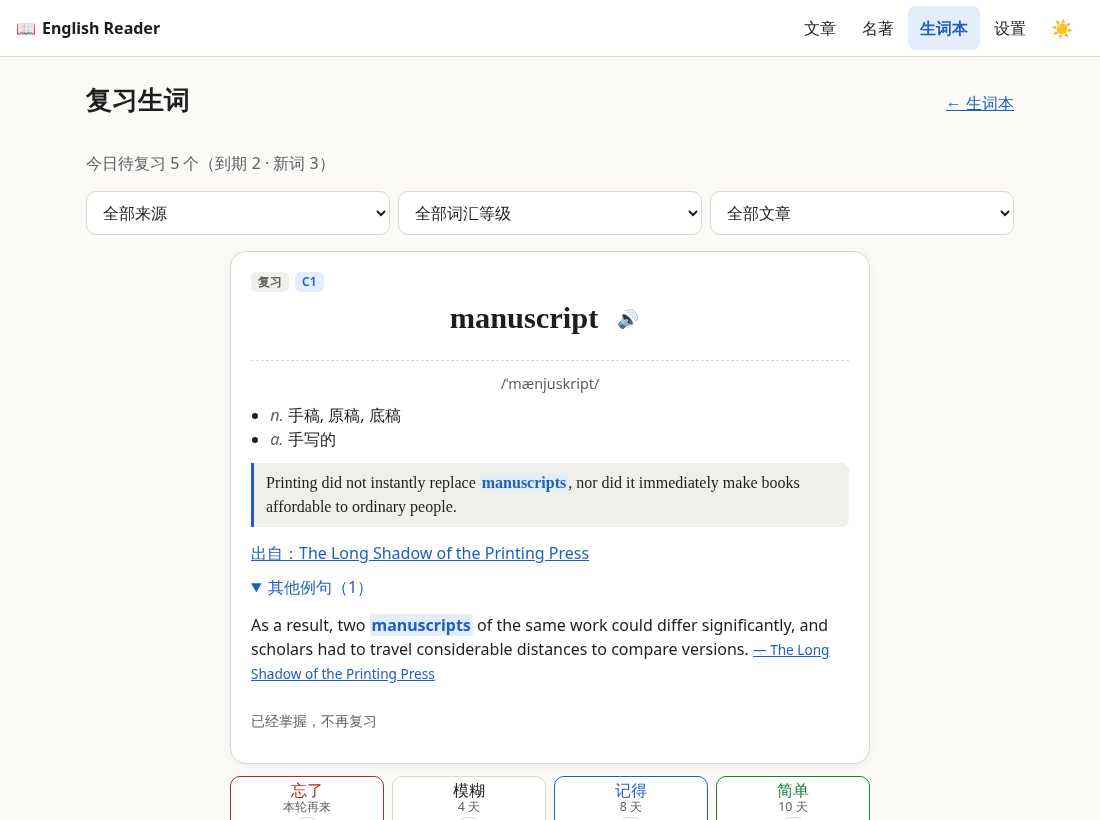 📖 English Reader
文章 名著 生词本 设置 ☀️
复习生词
← 生词本
今日待复习 5 个（到期 2 · 新词 3）
全部来源 全部词汇等级 全部文章
复习 C1
manuscript 🔊
/ˈmænjuskript/
• n. 手稿, 原稿, 底稿
• a. 手写的
Printing did not instantly replace manuscripts, nor did it immediately make books
affordable to ordinary people.
出自：The Long Shadow of the Printing Press
▼ 其他例句（1）
As a result, two manuscripts of the same work could differ significantly, and
scholars had to travel considerable distances to compare versions. — The Long
Shadow of the Printing Press
已经掌握，不再复习
忘了 模糊 记得 简单
本轮再来 4 天 8 天 10 天